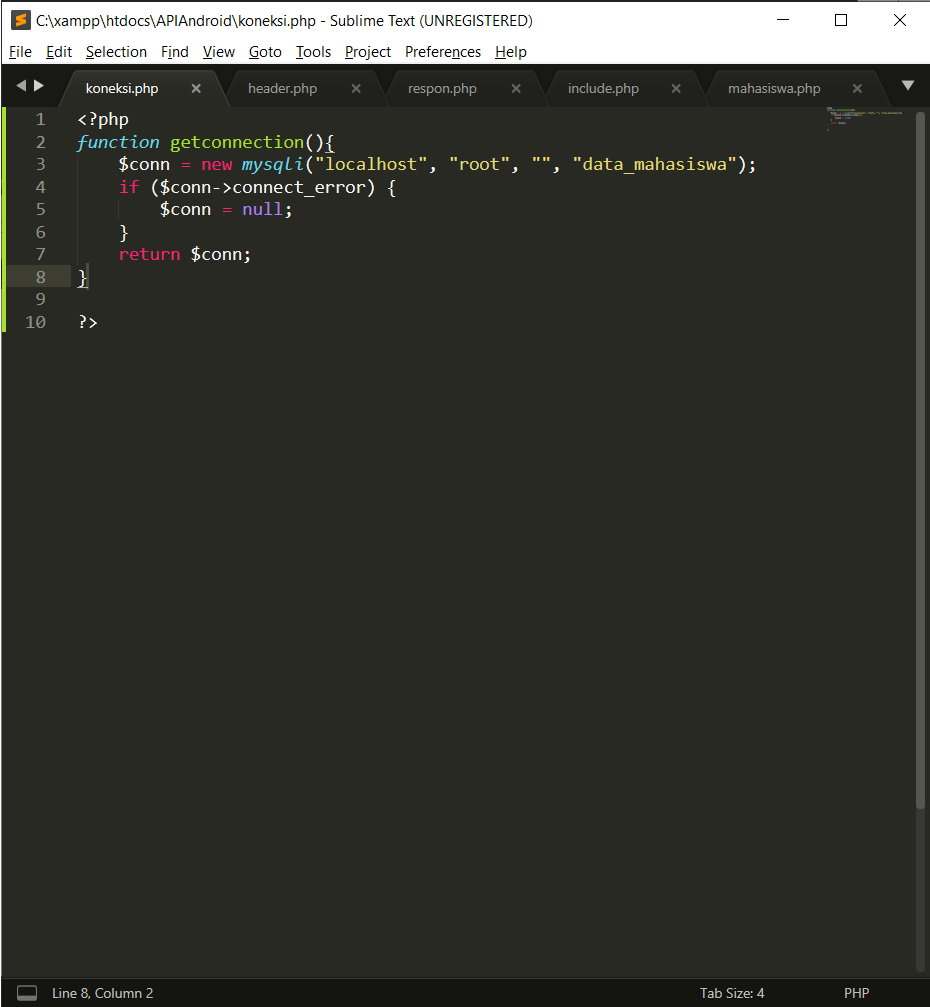 C:\xampp\htdocs\APIAndroid\koneksi.php - Sublime Text (UNREGISTERED)
File Edit Selection Find View Goto Tools Project Preferences Help
koneksi.php header.php respon.php include.php mahasiswa.php
1 <?php
2 function getconnection(){
3     $conn = new mysqli("localhost", "root", "", "data_mahasiswa");
4     if ($conn->connect_error) {
5         $conn = null;
6     }
7     return $conn;
8 }
9
10 ?>
Line 8, Column 2 Tab Size: 4 PHP